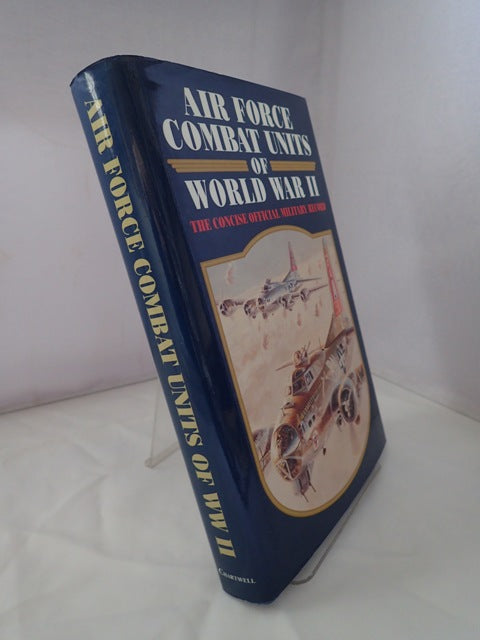 AIR FORCE
COMBAT UNITS
OF
WORLD WAR II
THE CONCISE OFFICIAL MILITARY RECORD
AIR FORCE COMBAT UNITS OF WW II
CHARTWELL